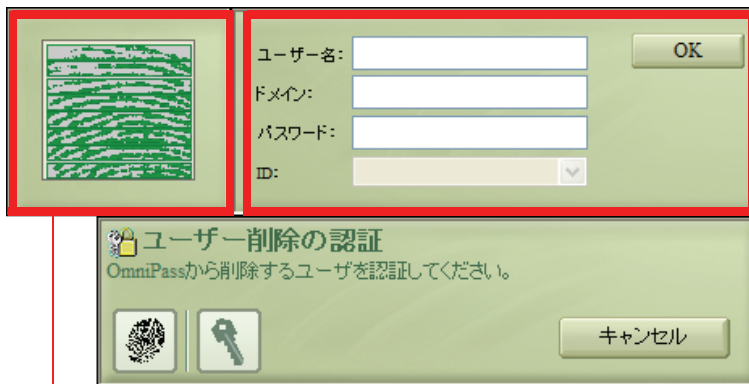 ユーザー名:
OK
ドメイン:
パスワード:
ID:
ユーザー削除の認証
OmniPassから削除するユーザを認証してください。
キャンセル